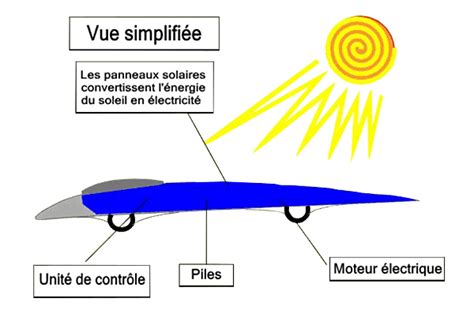 Vue simplifiée
Les panneaux solaires
convertissent l'énergie
du soleil en électricité
Unité de contrôle
Piles
Moteur électrique